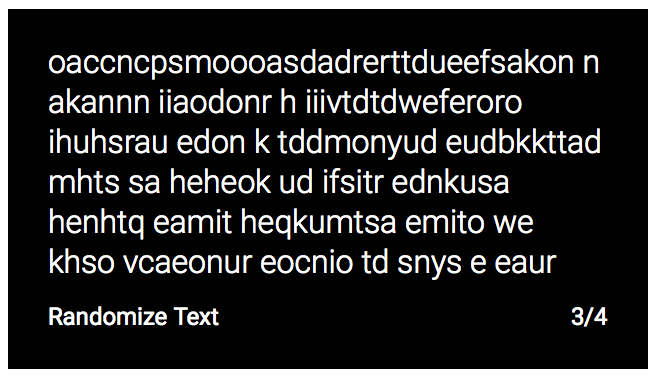 oaccncpsmoooasdadrerttdueefsakon n
akannn iiaodonr h iiivtdtdweferoro
ihuhsrau edon k tddmonyud eudbkkttad
mhts sa heheok ud ifsitr ednkusa
henhtq eamit heqkumtsa emito we
khso vcaeonur eocnio td snys e eaur
Randomize Text 3/4